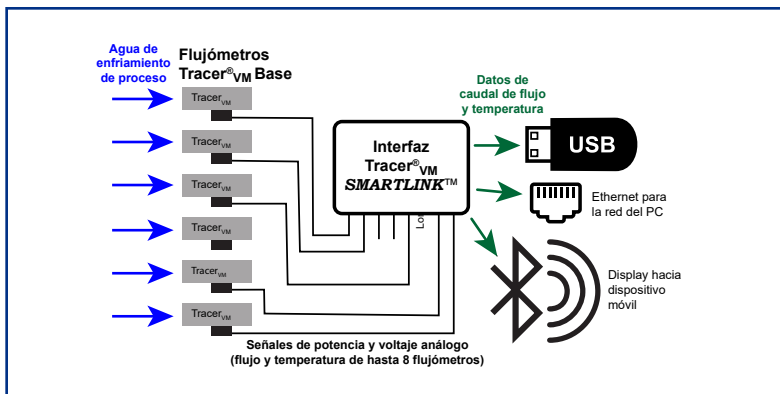 Agua de
enfriamiento
de proceso
Flujómetros
Tracer®VM Base
TracerVM
TracerVM
TracerVM
TracerVM
TracerVM
TracerVM
Interfaz
Tracer®VM
SMARTLINK™
Datos de
caudal de flujo
y temperatura
USB
Ethernet para
la red del PC
Display hacia
dispositivo
móvil
Señales de potencia y voltaje análogo
(flujo y temperatura de hasta 8 flujómetros)